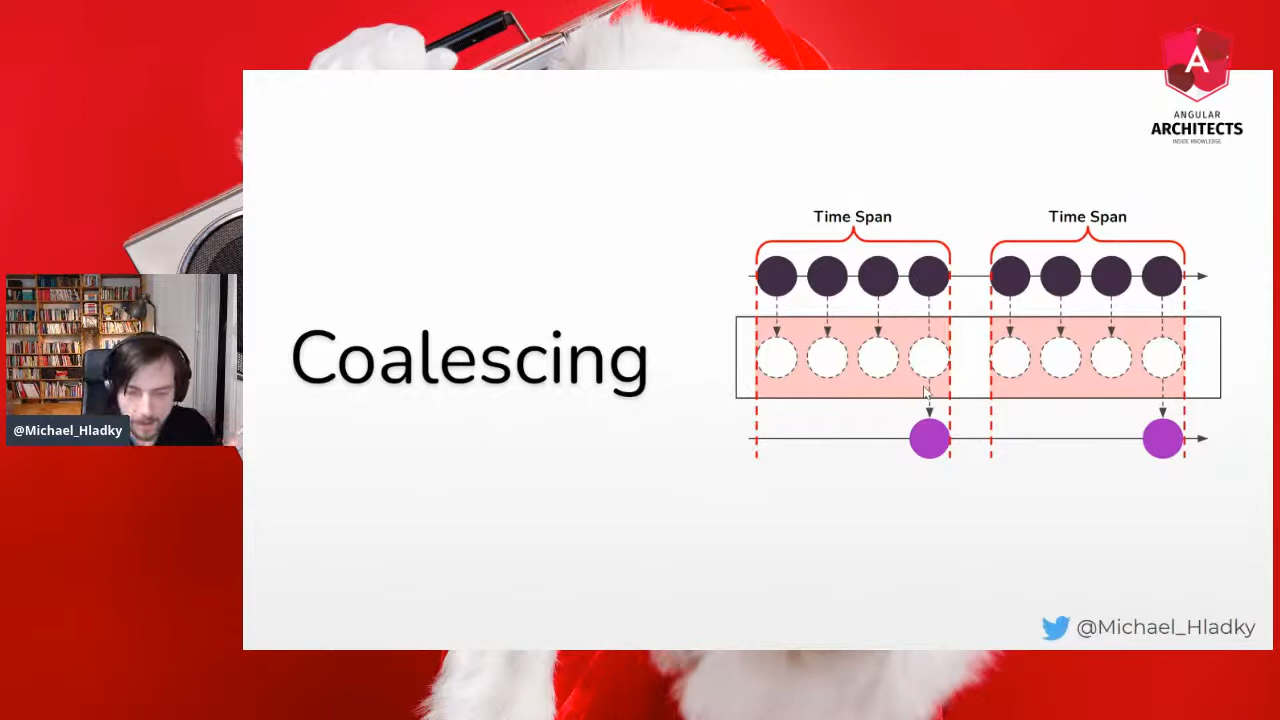 A
ANGULAR
ARCHITECTS
INSIDE KNOWLEDGE
Time Span
Time Span
Coalescing
@Michael_Hladky
@Michael_Hladky